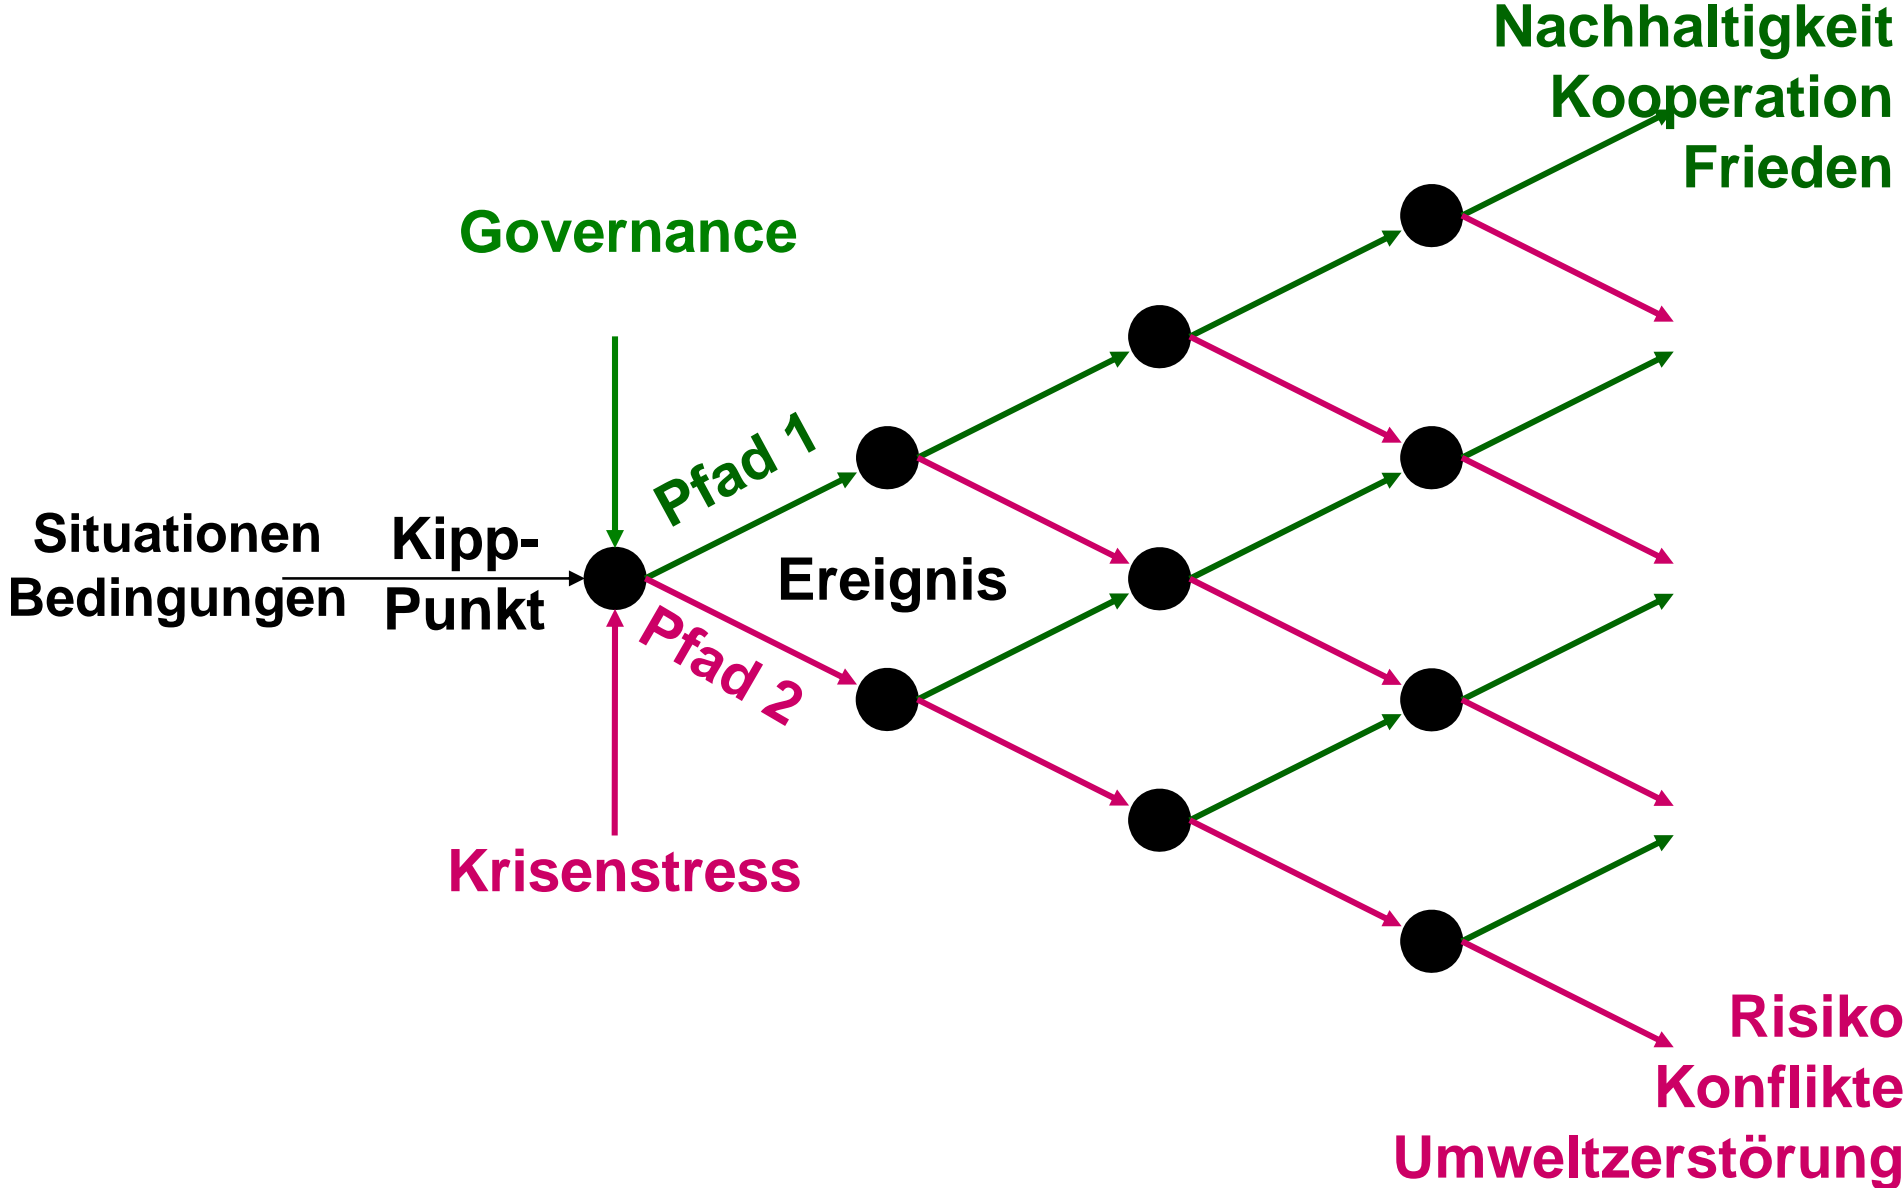 Nachhaltigkeit
Kooperation
Frieden
Governance
Pfad 1
Situationen
Bedingungen
Kipp-
Punkt
Ereignis
Pfad 2
Krisenstress
Risiko
Konflikte
Umweltzerstörung